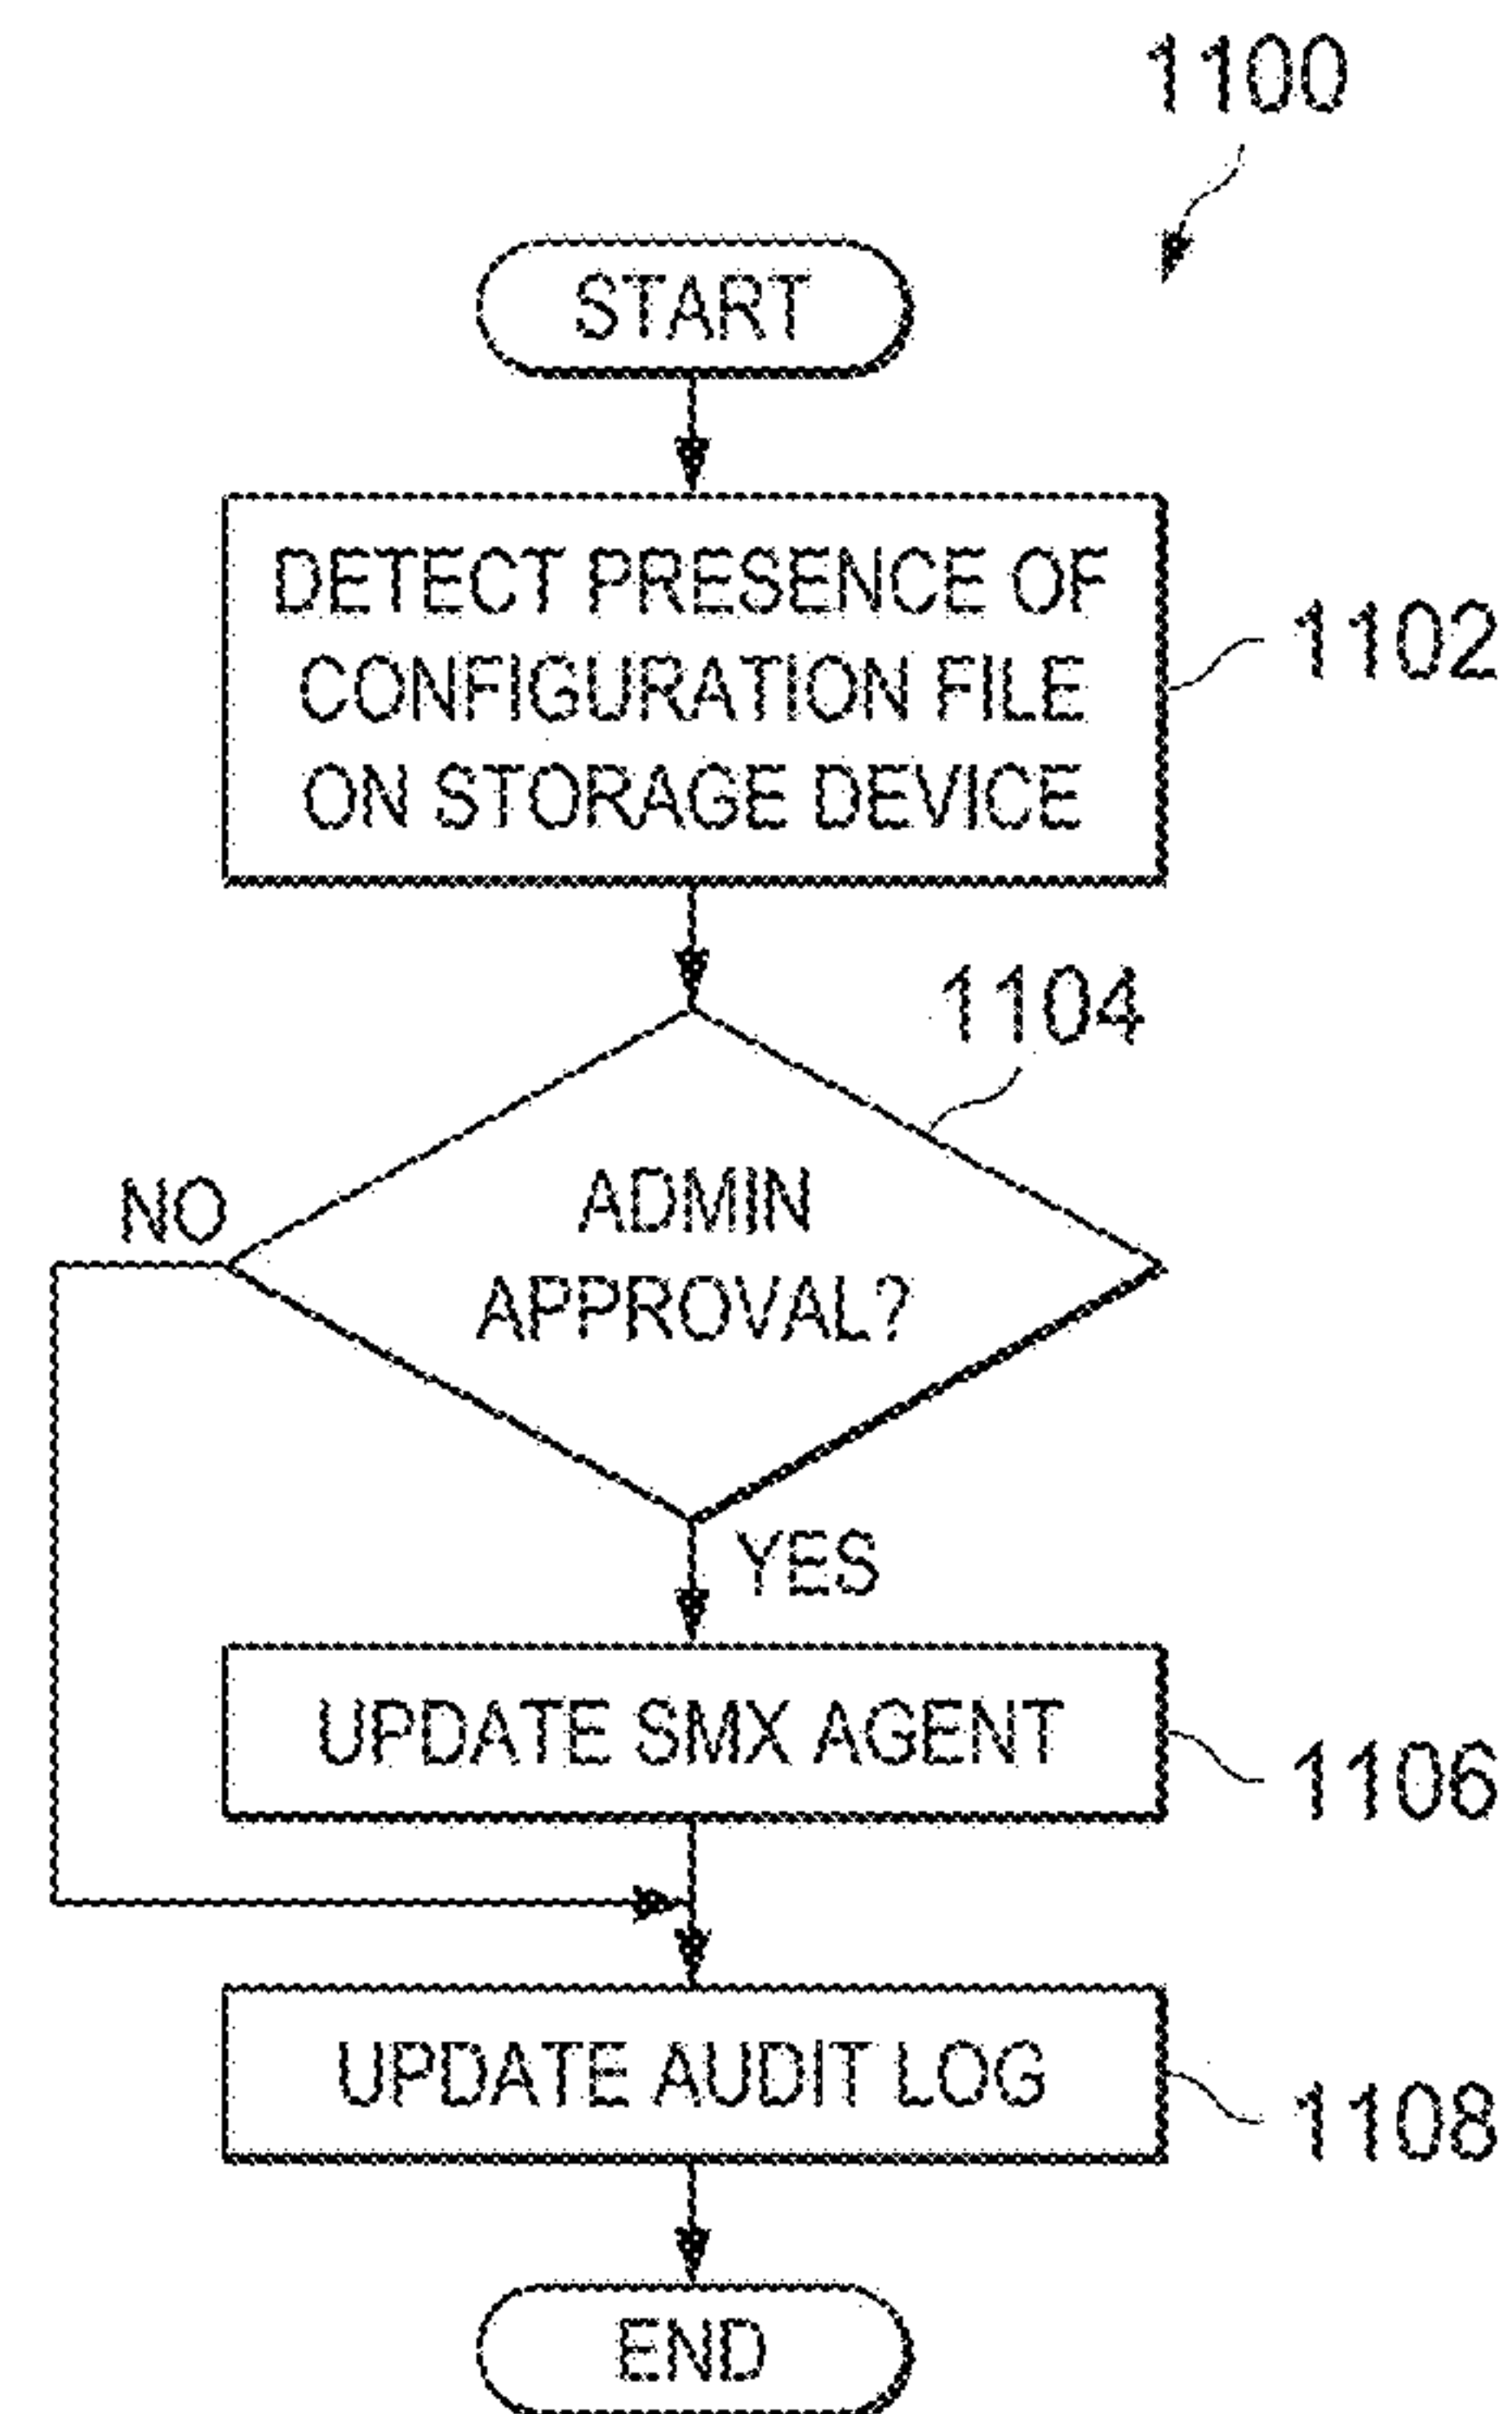 1100
START
DETECT PRESENCE OF
CONFIGURATION FILE
ON STORAGE DEVICE
1102
1104
NO
ADMIN
APPROVAL?
YES
UPDATE SMX AGENT
1106
UPDATE AUDIT LOG
1108
END